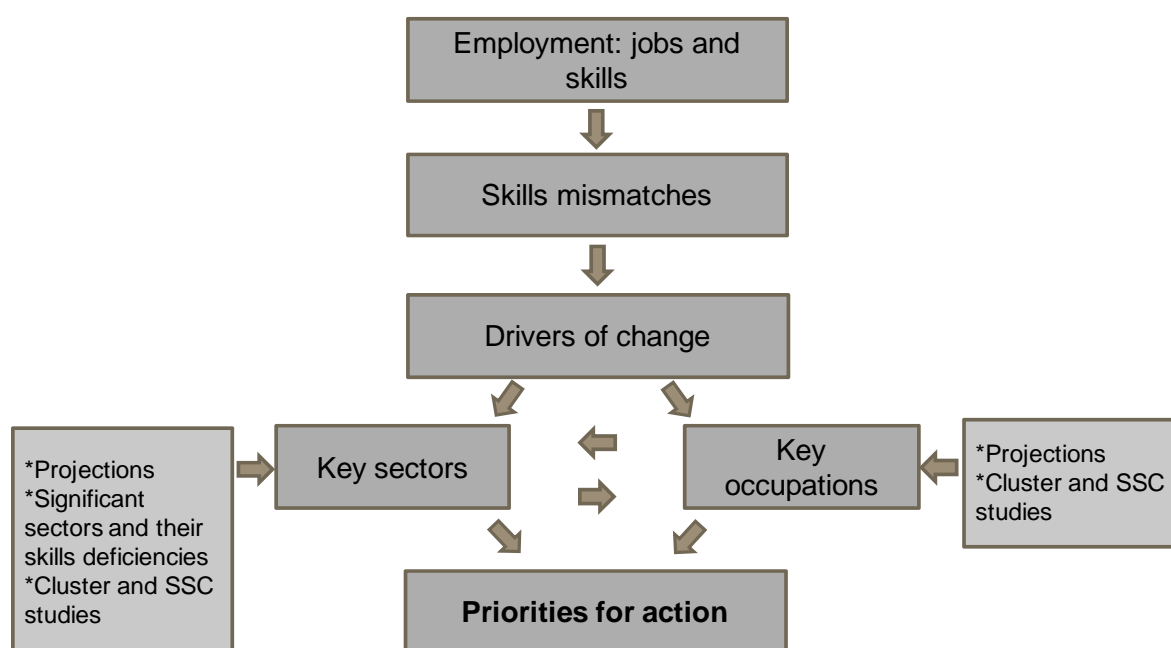 Employment: jobs and
skills
Skills mismatches
Drivers of change
*Projections
*Significant
sectors and their
skills deficiencies
*Cluster and SSC
studies
Key sectors
Key
occupations
*Projections
*Cluster and SSC
studies
Priorities for action